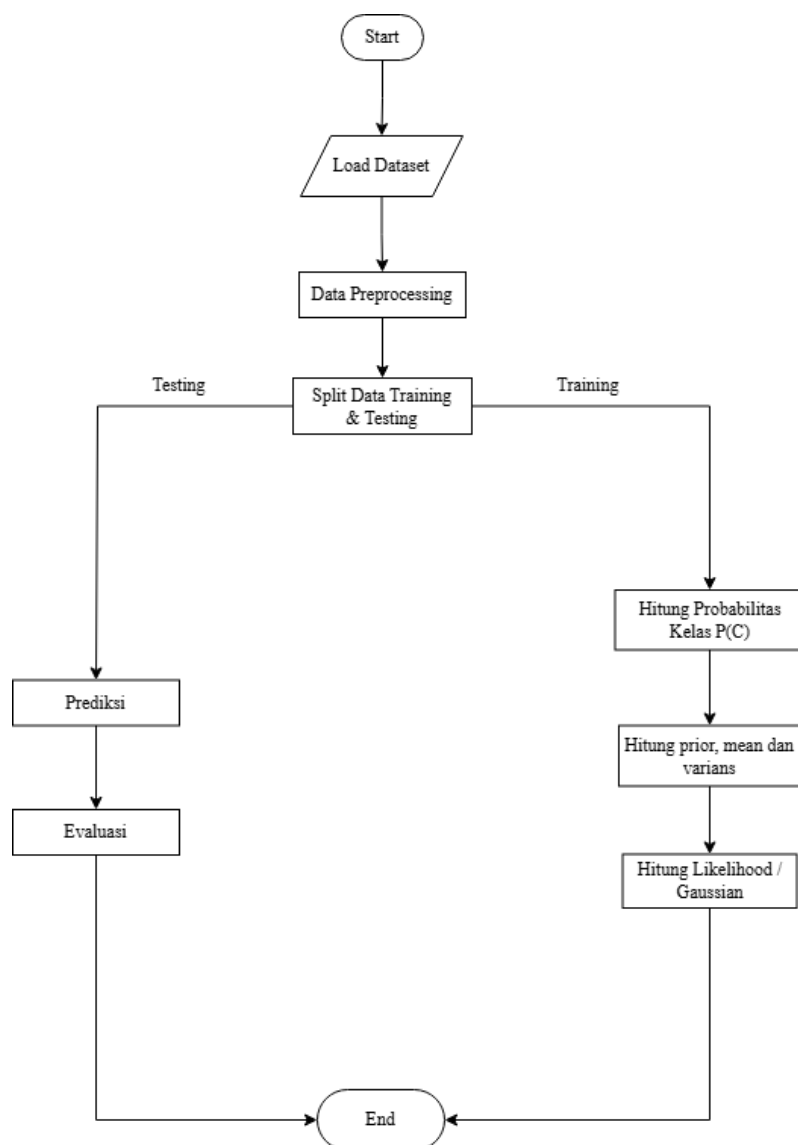 Start
Load Dataset
Data Preprocessing
Testing
Split Data Training
& Testing
Training
Hitung Probabilitas
Kelas P(C)
Prediksi
Hitung prior, mean dan
varians
Evaluasi
Hitung Likelihood /
Gaussian
End